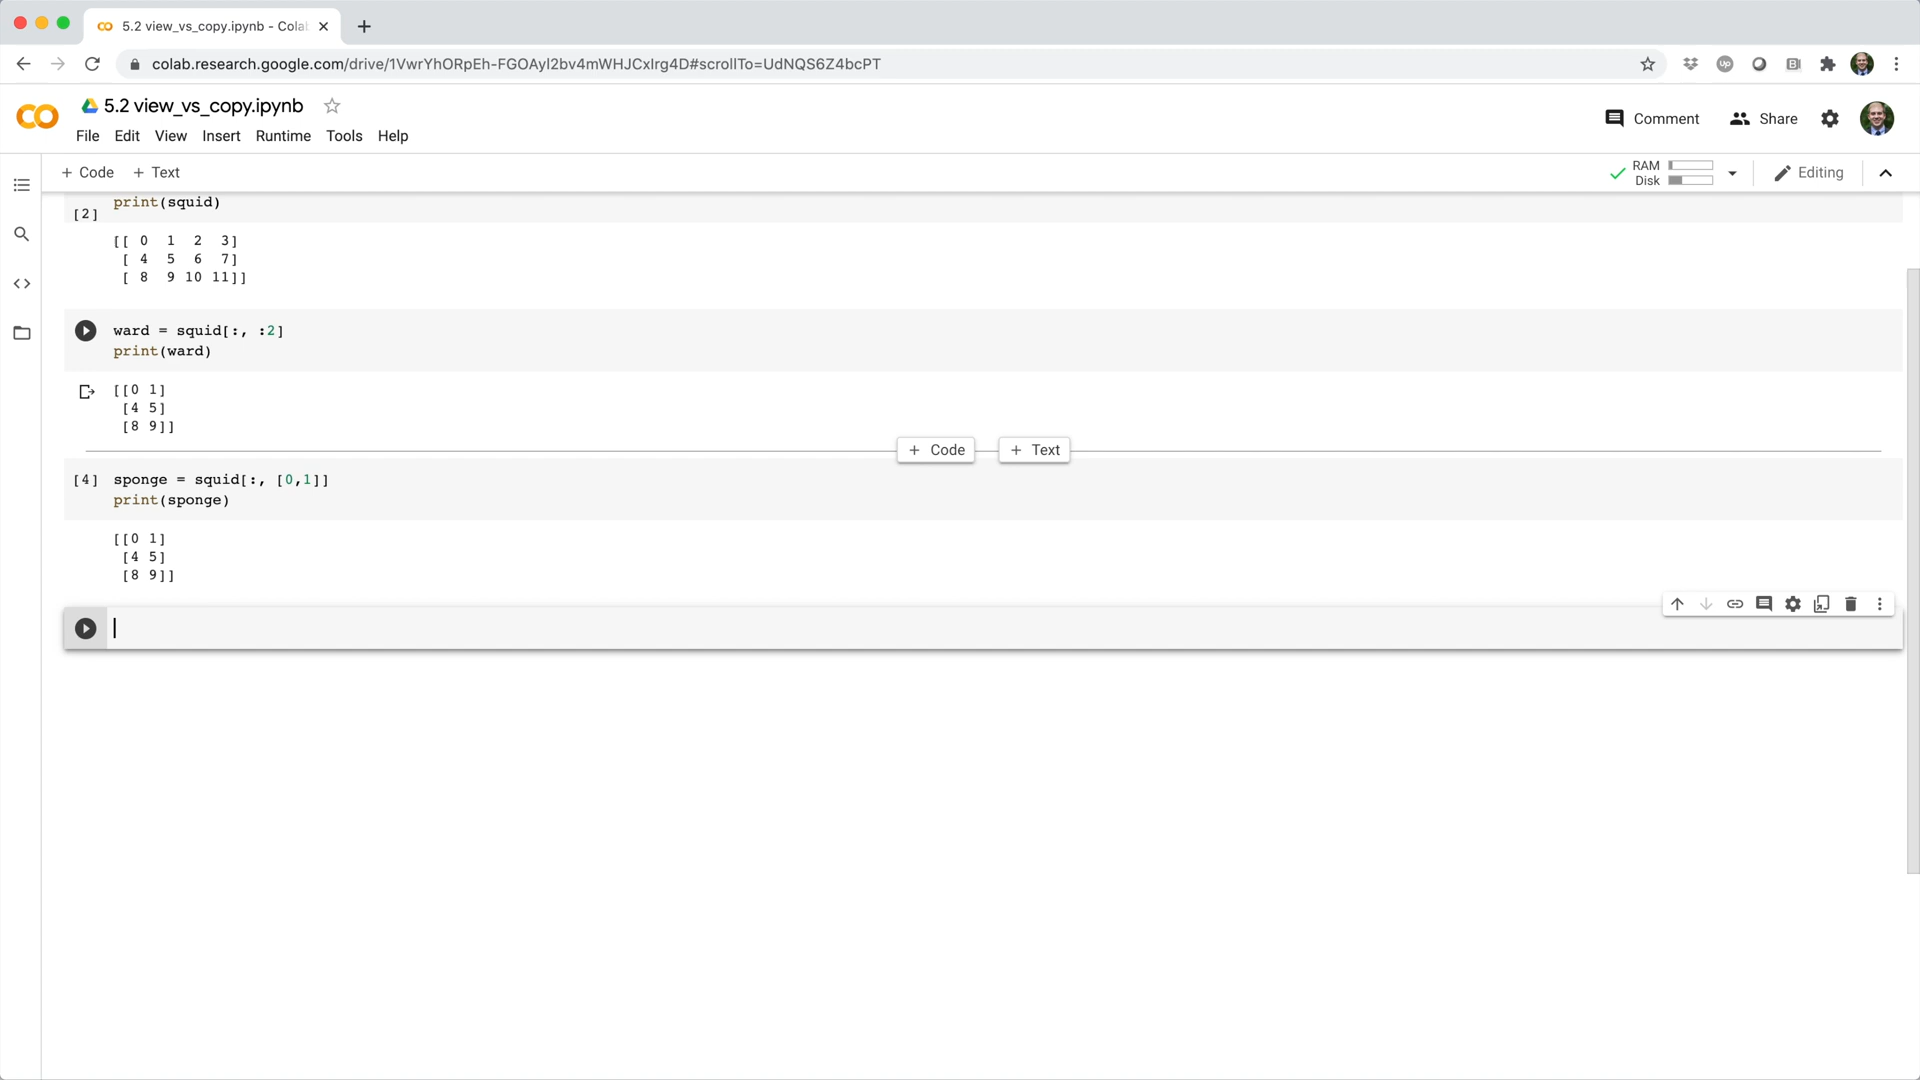 5.2 view_vs_copy.ipynb - Cola
colab.research.google.com/drive/1VwrYhORpEh-FGOAyI2bv4mWHJCxIrg4D#scrollTo=UdNQS6Z4bcPT
5.2 view_vs_copy.ipynb
File Edit View Insert Runtime Tools Help
Comment Share
+ Code + Text
RAM
Disk
Editing
print(squid)
[2]
[[ 0 1 2 3]
[ 4 5 6 7]
[ 8 9 10 11]]
ward = squid[:, :2]
print(ward)
[[0 1]
[4 5]
[8 9]]
+ Code + Text
[4] sponge = squid[:, [0,1]]
print(sponge)
[[0 1]
[4 5]
[8 9]]